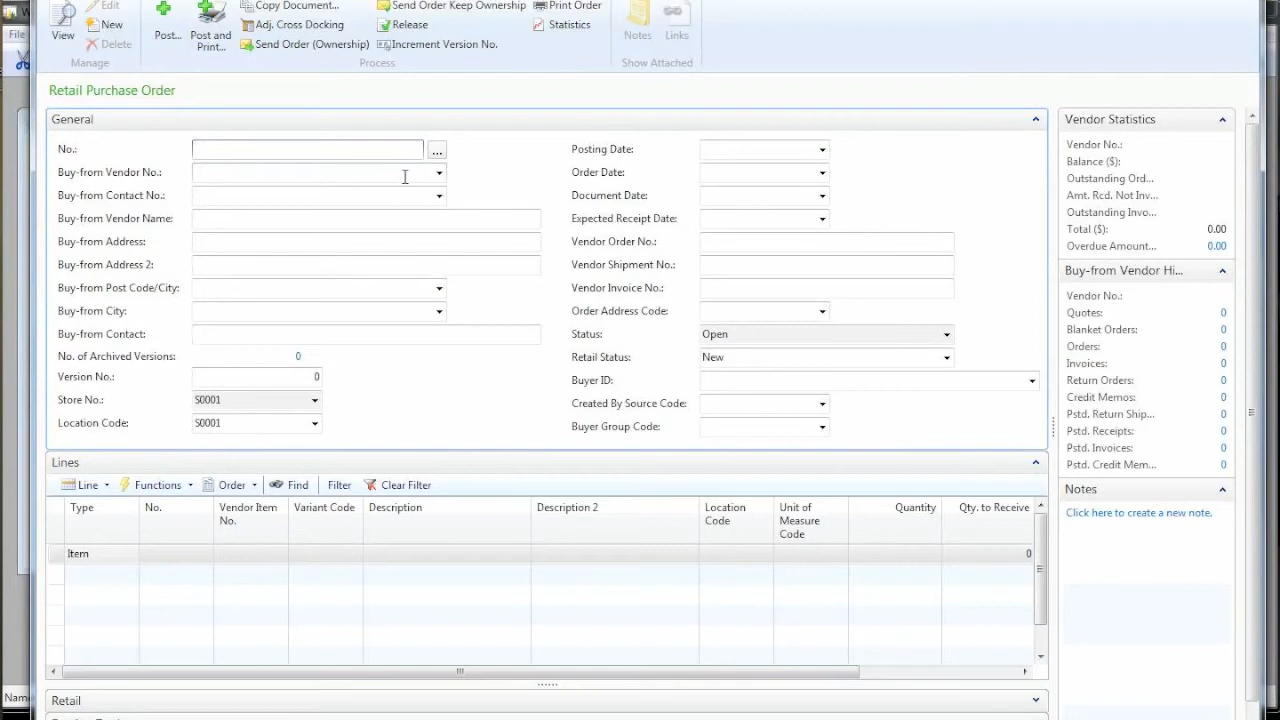 W
File
Edit
View
New
Delete
Manage
Post...
Post and Print...
Copy Document...
Adj. Cross Docking
Send Order (Ownership)
Send Order Keep Ownership
Release
Increment Version No.
Process
Print Order
Statistics
Notes
Links
Show Attached
Retail Purchase Order
General
No.:
...
Buy-from Vendor No.:
Buy-from Contact No.:
Buy-from Vendor Name:
Buy-from Address:
Buy-from Address 2:
Buy-from Post Code/City:
Buy-from City:
Buy-from Contact:
No. of Archived Versions: 0
Version No.: 0
Store No.: S0001
Location Code: S0001
Posting Date:
Order Date:
Document Date:
Expected Receipt Date:
Vendor Order No.:
Vendor Shipment No.:
Vendor Invoice No.:
Order Address Code:
Status: Open
Retail Status: New
Buyer ID:
Created By Source Code:
Buyer Group Code:
Lines
Line Functions Order Find Filter Clear Filter
Type No. Vendor Item No. Variant Code Description Description 2 Location Code Unit of Measure Code Quantity Qty. to Receive
Item 0
Retail
Vendor Statistics
Vendor No.:
Balance ($):
Outstanding Ord...
Amt. Rcd. Not Inv...
Outstanding Invo...
Total ($): 0.00
Overdue Amount... 0.00
Buy-from Vendor Hi...
Vendor No.:
Quotes: 0
Blanket Orders: 0
Orders: 0
Invoices: 0
Return Orders: 0
Credit Memos: 0
Pstd. Return Ship... 0
Pstd. Receipts: 0
Pstd. Invoices: 0
Pstd. Credit Mem... 0
Notes
Click here to create a new note.
Name